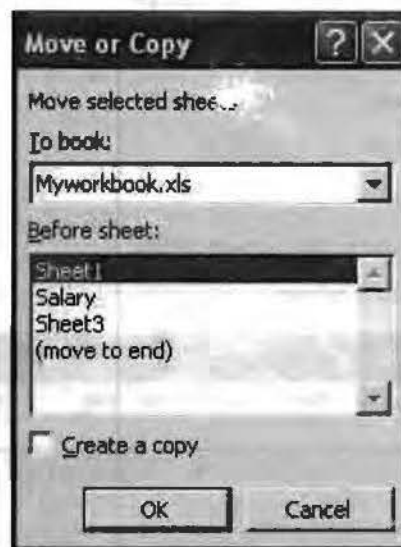 Move or Copy
Move selected
To book:
Myworkbook.xls
Before sheet:
Sheet1
Salary
Sheet3
(move to end)
Create a copy
OK
Cancel